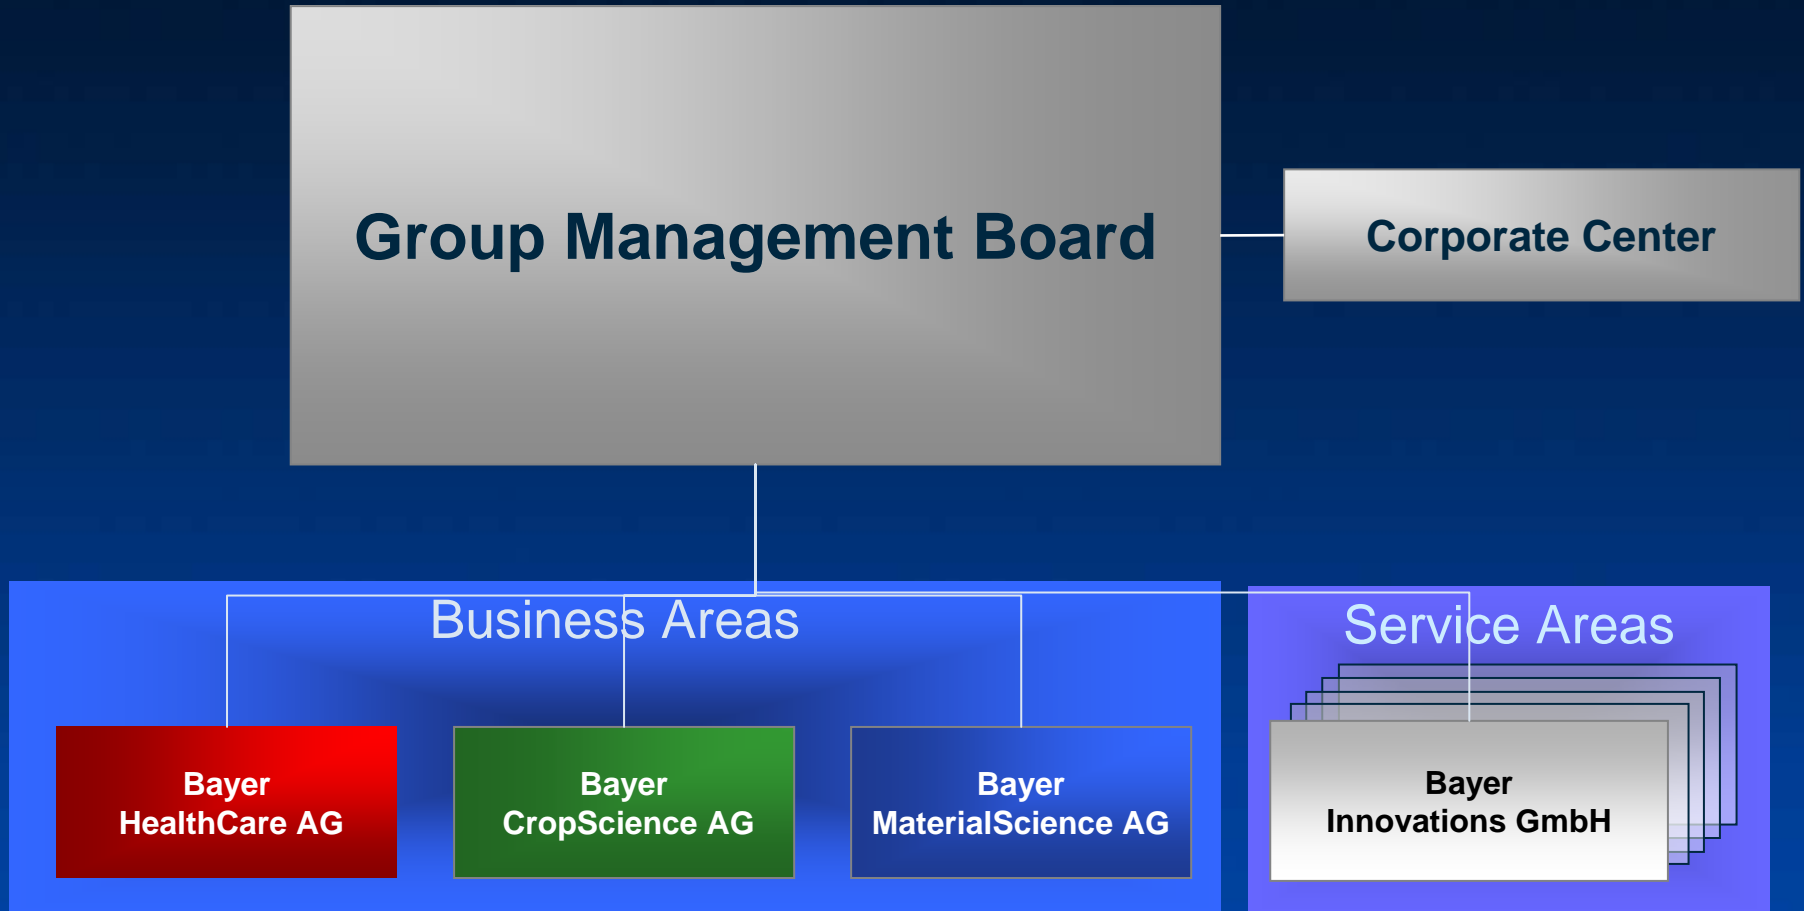 Group Management Board
Corporate Center
Business Areas
Service Areas
Bayer
HealthCare AG
Bayer
CropScience AG
Bayer
MaterialScience AG
Bayer
Innovations GmbH